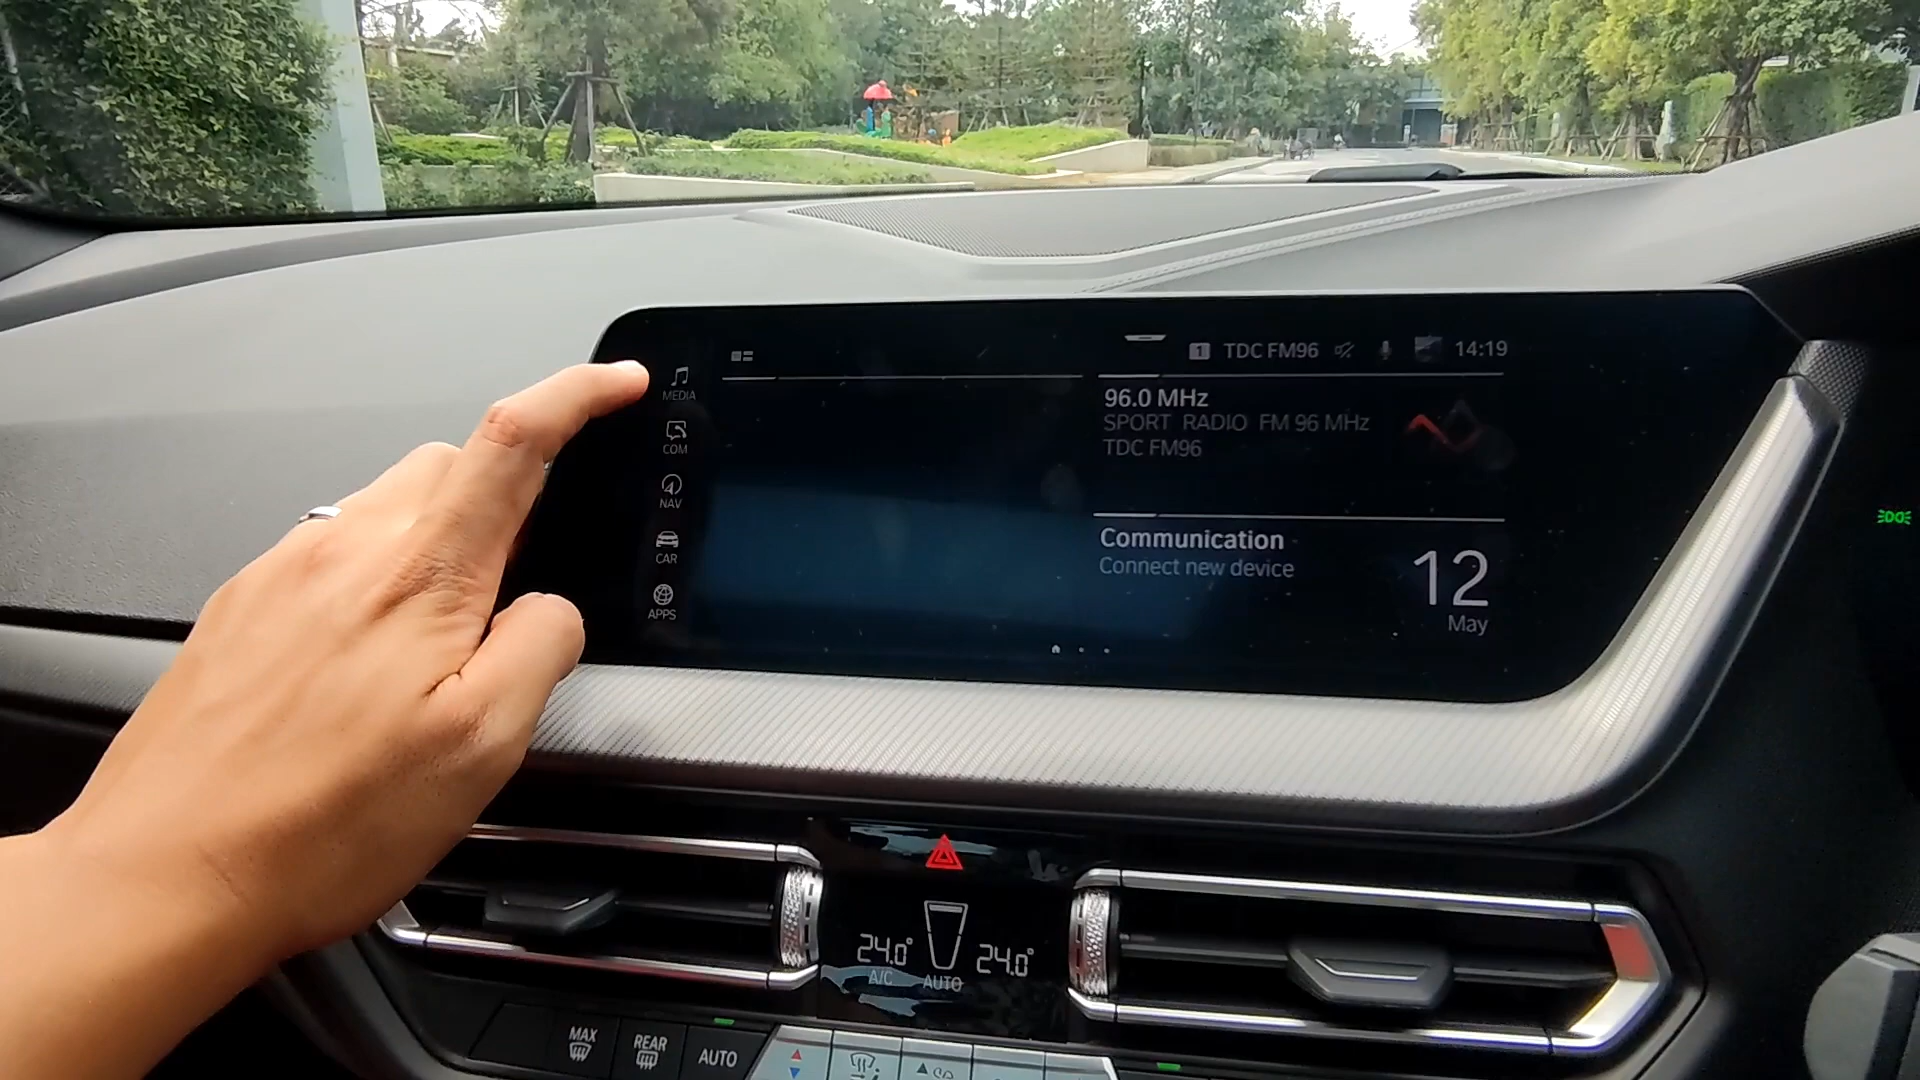 MEDIA
COM
NAV
CAR
APPS
1 TDC FM96 14:19
96.0 MHz
SPORT RADIO FM 96 MHz
TDC FM96
Communication
Connect new device
12
May
24.0° 24.0°
A/C AUTO
MAX
REAR
AUTO